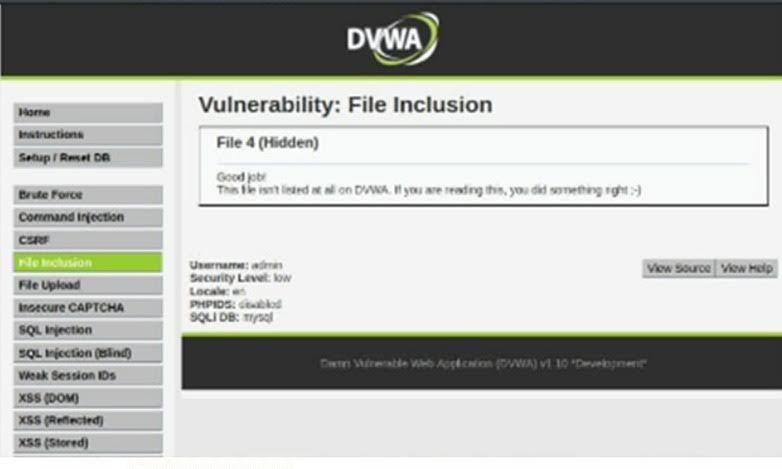 DVWA
Vulnerability: File Inclusion
File 4 (Hidden)
Good job!
This file isn't listed at all on DVWA. If you are reading this, you did something right ;-)
Home
Instructions
Setup / Reset DB
Brute Force
Command Injection
CSRF
File Inclusion
File Upload
Insecure CAPTCHA
SQL Injection
SQL Injection (Blind)
Weak Session IDs
XSS (DOM)
XSS (Reflected)
XSS (Stored)
Username: admin
Security Level: low
Locale: en
PHPIDS: disabled
SQLi DB: mysql
View Source
View Help
Damn Vulnerable Web Application (DVWA) v1.10 *Development*